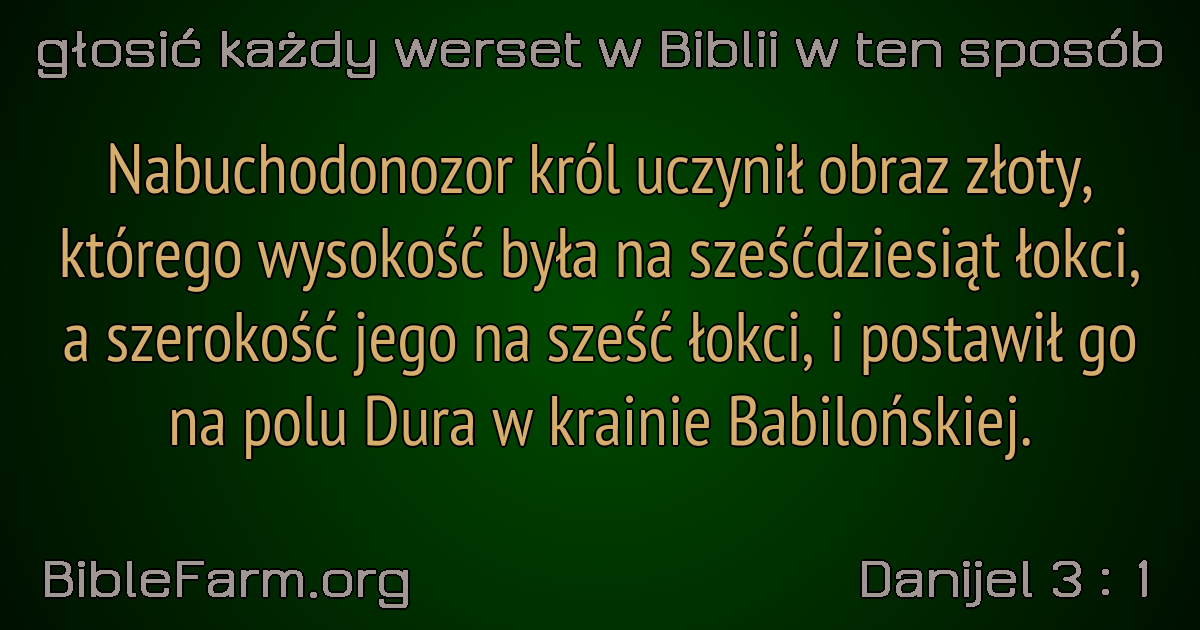 głosić każdy werset w Biblii w ten sposób
Nabuchodonozor król uczynił obraz złoty,
którego wysokość była na sześćdziesiąt łokci,
a szerokość jego na sześć łokci, i postawił go
na polu Dura w krainie Babilońskiej.
BibleFarm.org
Danijel 3 : 1